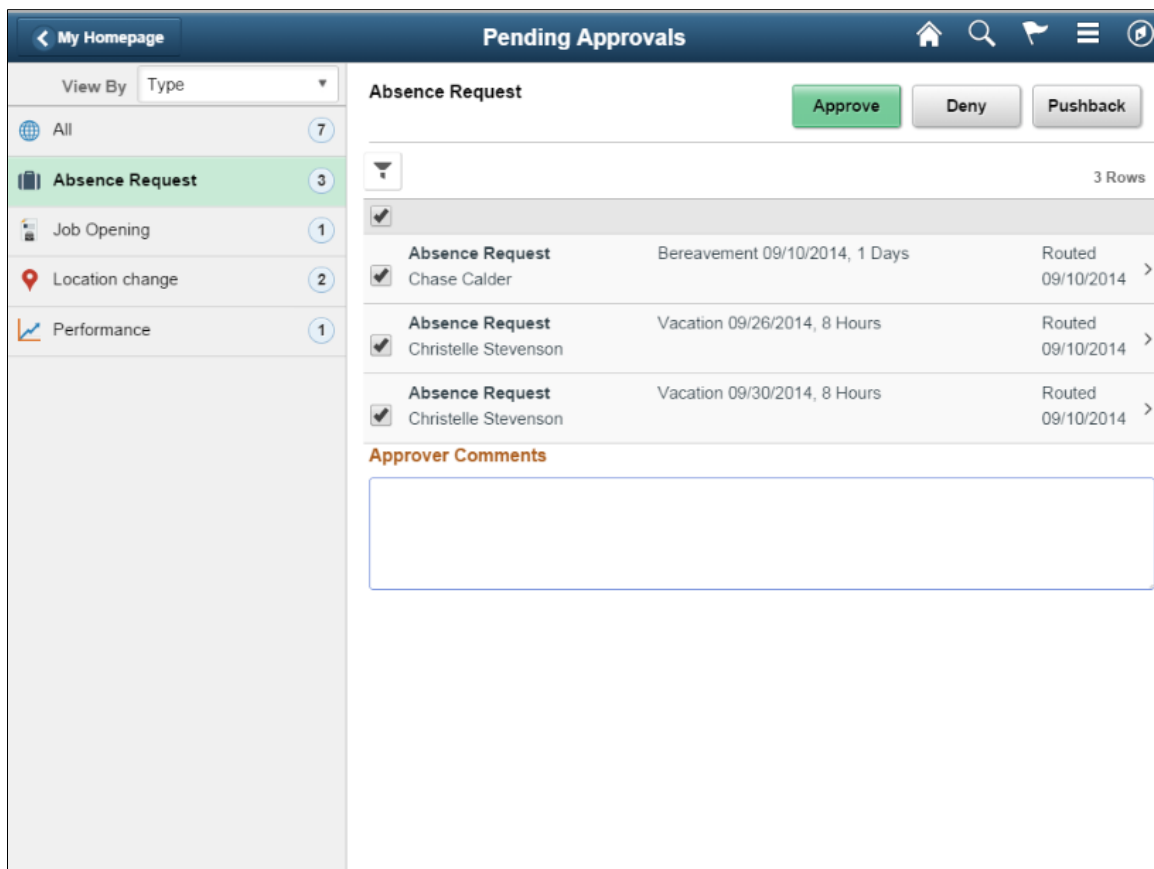 My Homepage
Pending Approvals
View By Type
All 7
Absence Request 3
Job Opening 1
Location change 2
Performance 1
Absence Request
Approve Deny Pushback
3 Rows
Absence Request Bereavement 09/10/2014, 1 Days Routed
Chase Calder 09/10/2014
Absence Request Vacation 09/26/2014, 8 Hours Routed
Christelle Stevenson 09/10/2014
Absence Request Vacation 09/30/2014, 8 Hours Routed
Christelle Stevenson 09/10/2014
Approver Comments